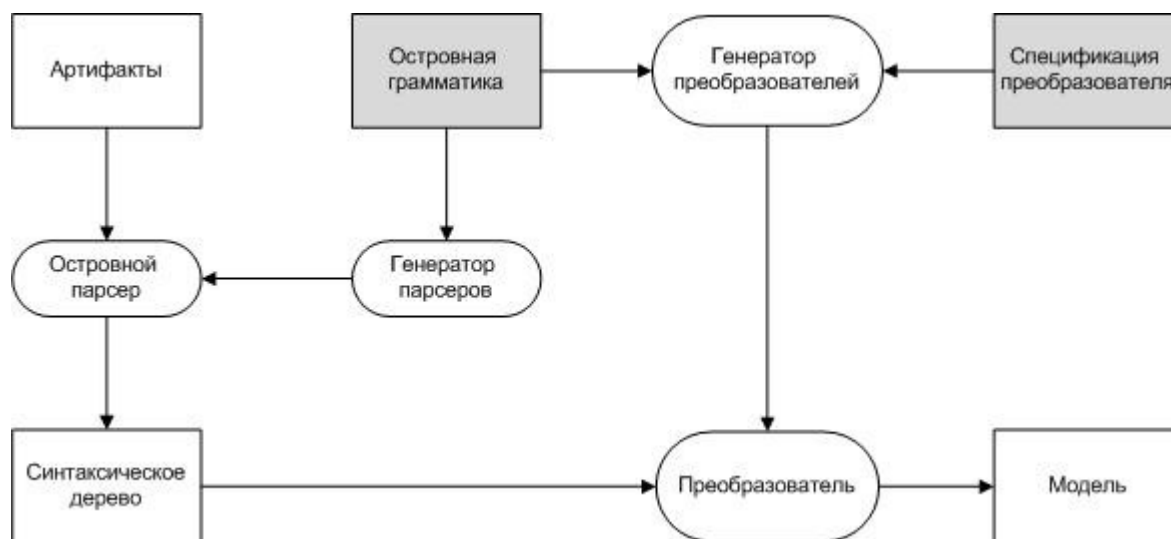 Артифакты
Островная
грамматика
Генератор
преобразователей
Спецификация
преобразователя
Островной
парсер
Генератор
парсеров
Синтаксическое
дерево
Преобразователь
Модель